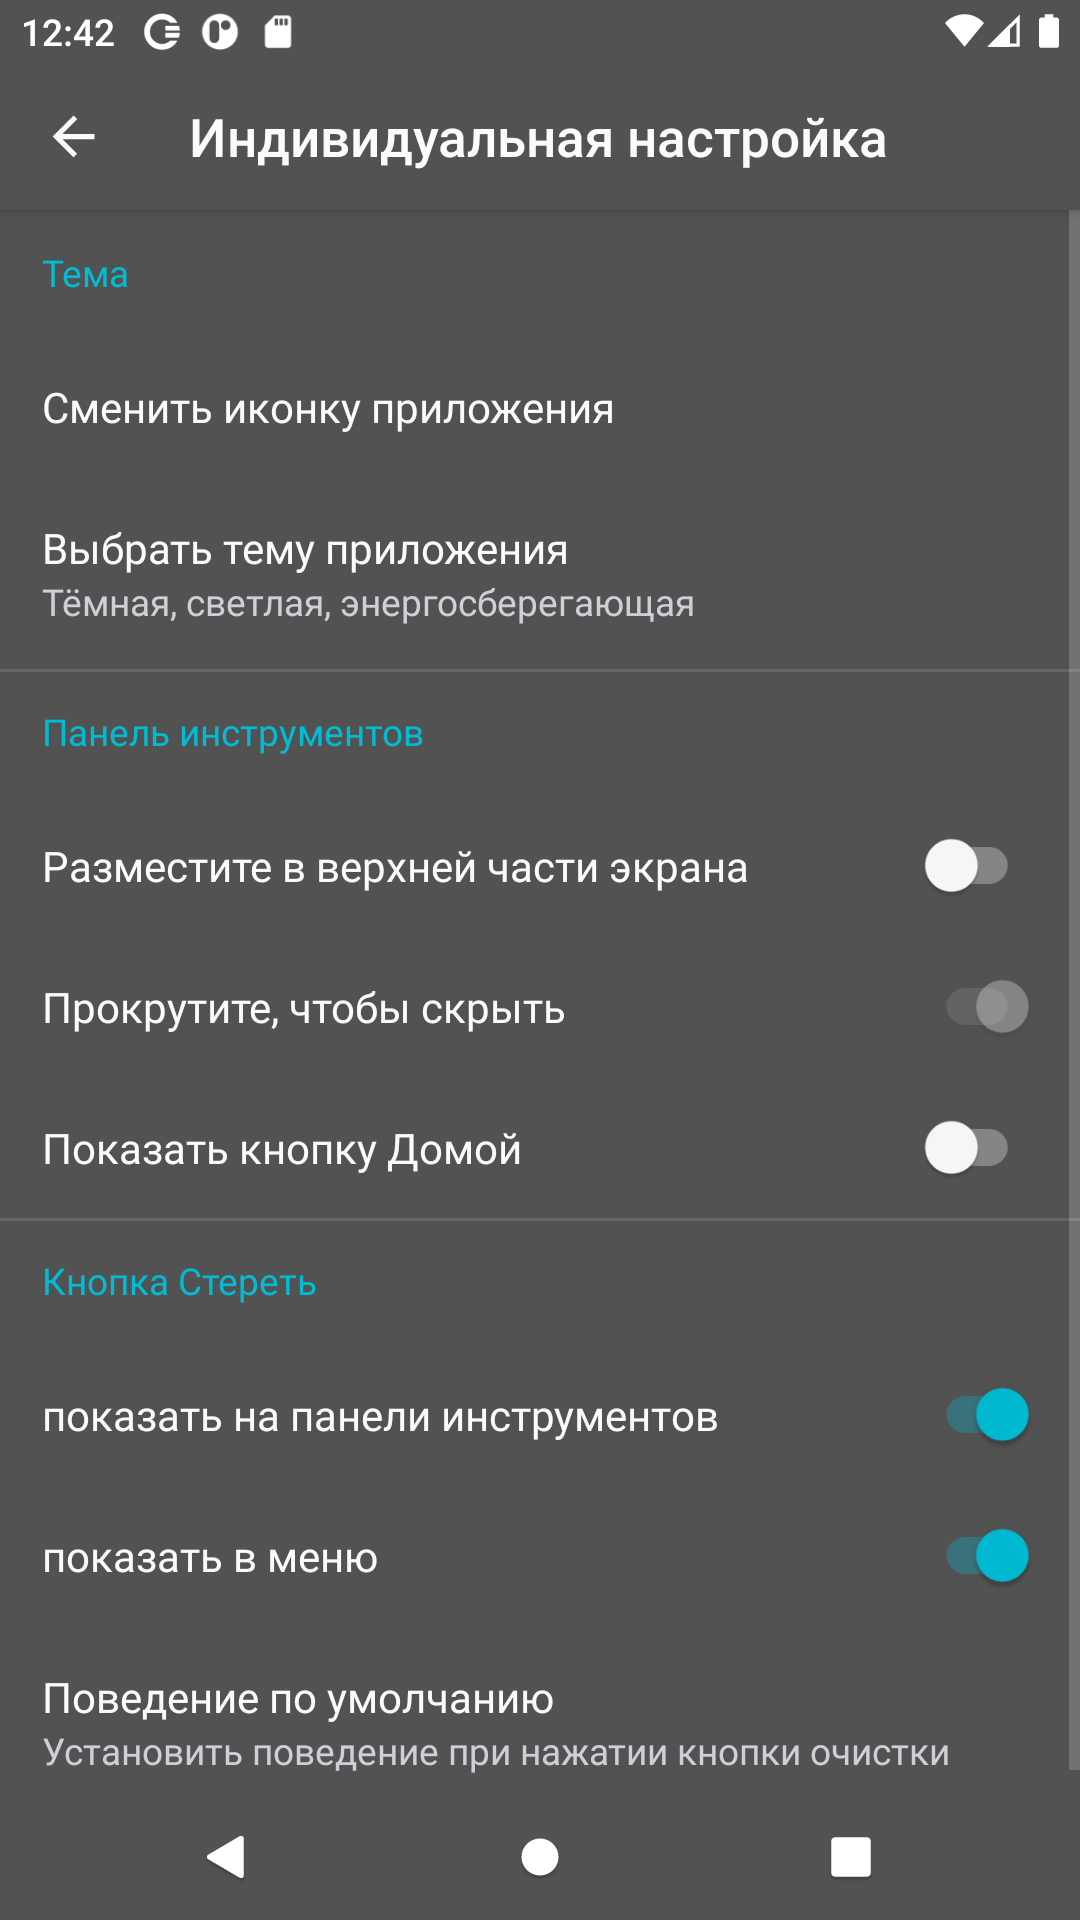 12:42
Индивидуальная настройка
Тема
Сменить иконку приложения
Выбрать тему приложения
Тёмная, светлая, энергосберегающая
Панель инструментов
Разместите в верхней части экрана
Прокрутите, чтобы скрыть
Показать кнопку Домой
Кнопка Стереть
показать на панели инструментов
показать в меню
Поведение по умолчанию
Установить поведение при нажатии кнопки очистки